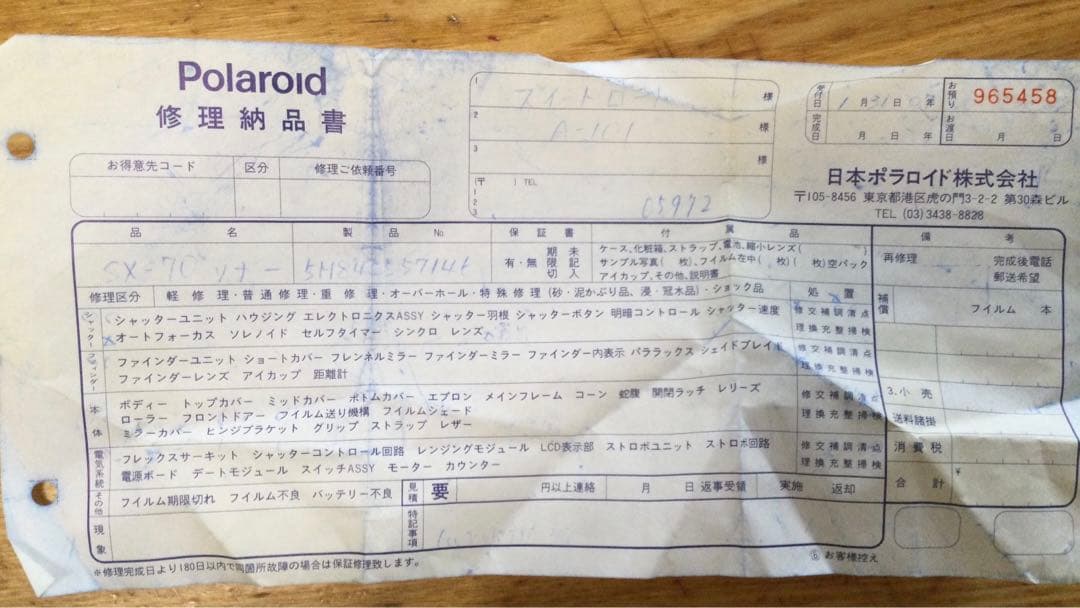 Polaroid
修理納品書
お得意先コード 区分 修理ご依頼番号
1 様
2 A-101 様
3 様
(〒 ) TEL
1
2
3
65972
受付日 1月31日 年
完成日 月 日 年
お預り 965458
お渡日 月 日
日本ポラロイド株式会社
〒105-8456 東京都港区虎の門3-2-2 第30森ビル
TEL (03)3438-8828
品名 製品No 保証書 付属品 備考
SX-70
有・無 期限切 未記入
ケース、化粧箱、ストラップ、電池、縮小レンズ( )
サンプル写真( 枚)、フイルム在中( 枚)( )空パック
アイカップ、その他、説明書
再修理 完成後電話
郵送希望
修理区分 軽修理・普通修理・重修理・オーバーホール・特殊修理(砂・泥かぶり品、浸・冠水品)・ショック品 処置
補償 フイルム 本
シャッター
シャッターユニット ハウジング エレクトロニクスASSY シャッター羽根 シャッターボタン 明暗コントロール シャッター速度
オートフォーカス ソレノイド セルフタイマー シンクロ レンズ
修交補調清点
理換充整掃検
ファインダー
ファインダーユニット ショートカバー フレンネルミラー ファインダーミラー ファインダー内表示 パララックス シェイドブレイド
ファインダーレンズ アイカップ 距離計
修交補調清点
理換充整掃検
本体
ボディー トップカバー ミッドカバー ボトムカバー エプロン メインフレーム コーン 蛇腹 開閉ラッチ レリーズ
ローラー フロントドアー フイルム送り機構 フイルムシェード
ミラーカバー ヒンジブラケット グリップ ストラップ レザー
修交補調清点
理換充整掃検
3.小売
送料諸掛
電気系統
フレックスサーキット シャッターコントロール回路 レンジングモジュール LCD表示部 ストロボユニット ストロボ回路
電源ボード デートモジュール スイッチASSY モーター カウンター
修交補調清点
理換充整掃検
消費税
合計 ¥
その他
フイルム期限切れ フイルム不良 バッテリー不良
見積 要 円以上連絡 月 日 返事受領 実施 返却
現象
特記事項
⑥ お客様控え
※修理完成日より180日以内で同箇所故障の場合は保証修理致します。